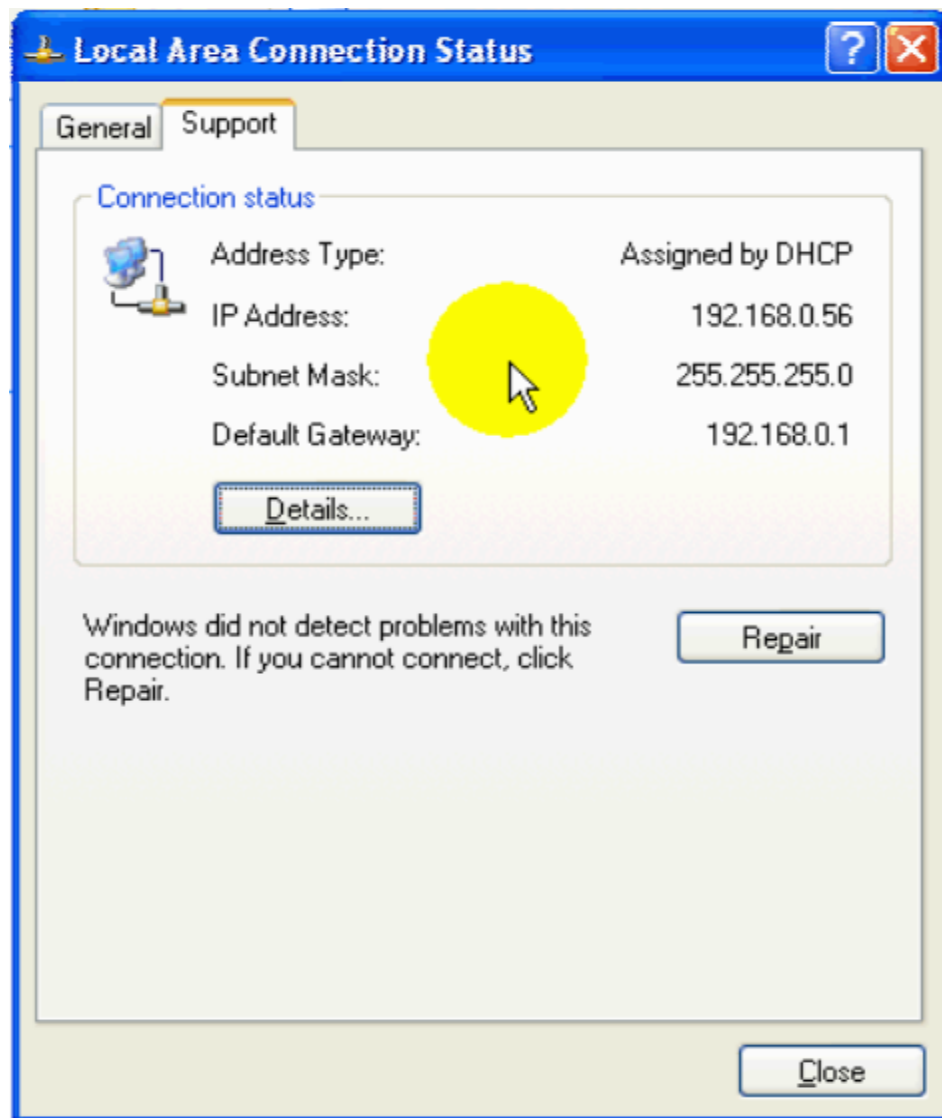 Local Area Connection Status
General Support
Connection status
Address Type: Assigned by DHCP
IP Address: 192.168.0.56
Subnet Mask: 255.255.255.0
Default Gateway: 192.168.0.1
Details...
Windows did not detect problems with this
connection. If you cannot connect, click
Repair.
Repair
Close